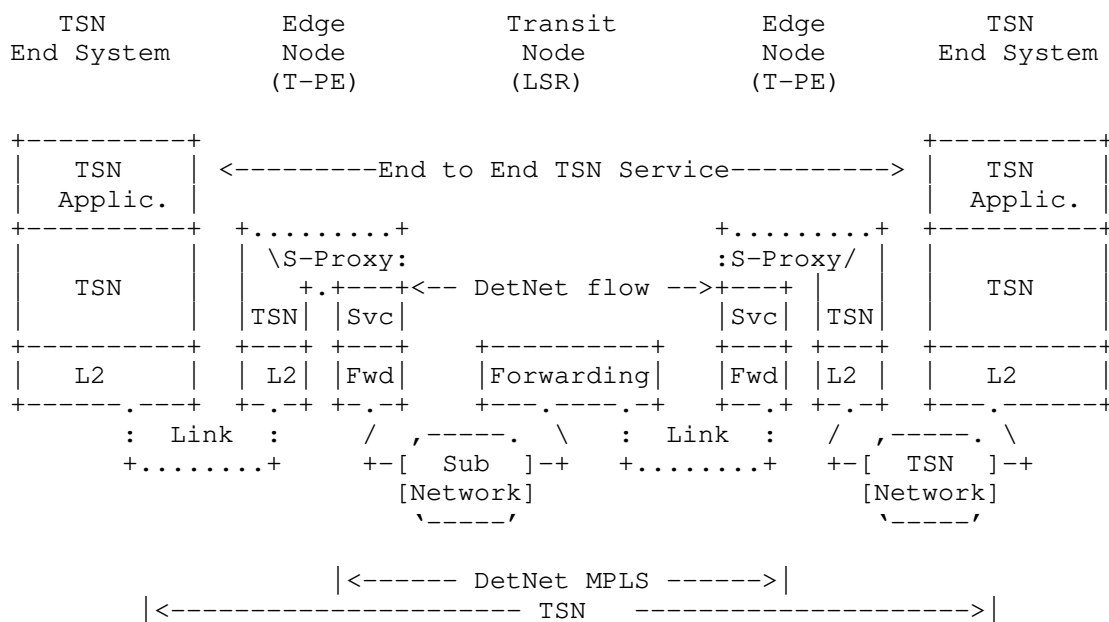 TSN Edge Transit Edge TSN
End System Node Node Node End System
(T-PE) (LSR) (T-PE)
TSN <---------End to End TSN Service----------> TSN
Applic. Applic.
\S-Proxy: :S-Proxy/
TSN +.+---+<-- DetNet flow -->+---+ TSN
TSN Svc Svc TSN
L2 L2 Fwd Forwarding Fwd L2 L2
: Link : / ,-----. \ : Link : / ,-----. \
+........+ +-[ Sub ]-+ +........+ +-[ TSN ]-+
[Network] [Network]
`-----' `-----'
|<------ DetNet MPLS ------>|
|<---------------------- TSN --------------------->|